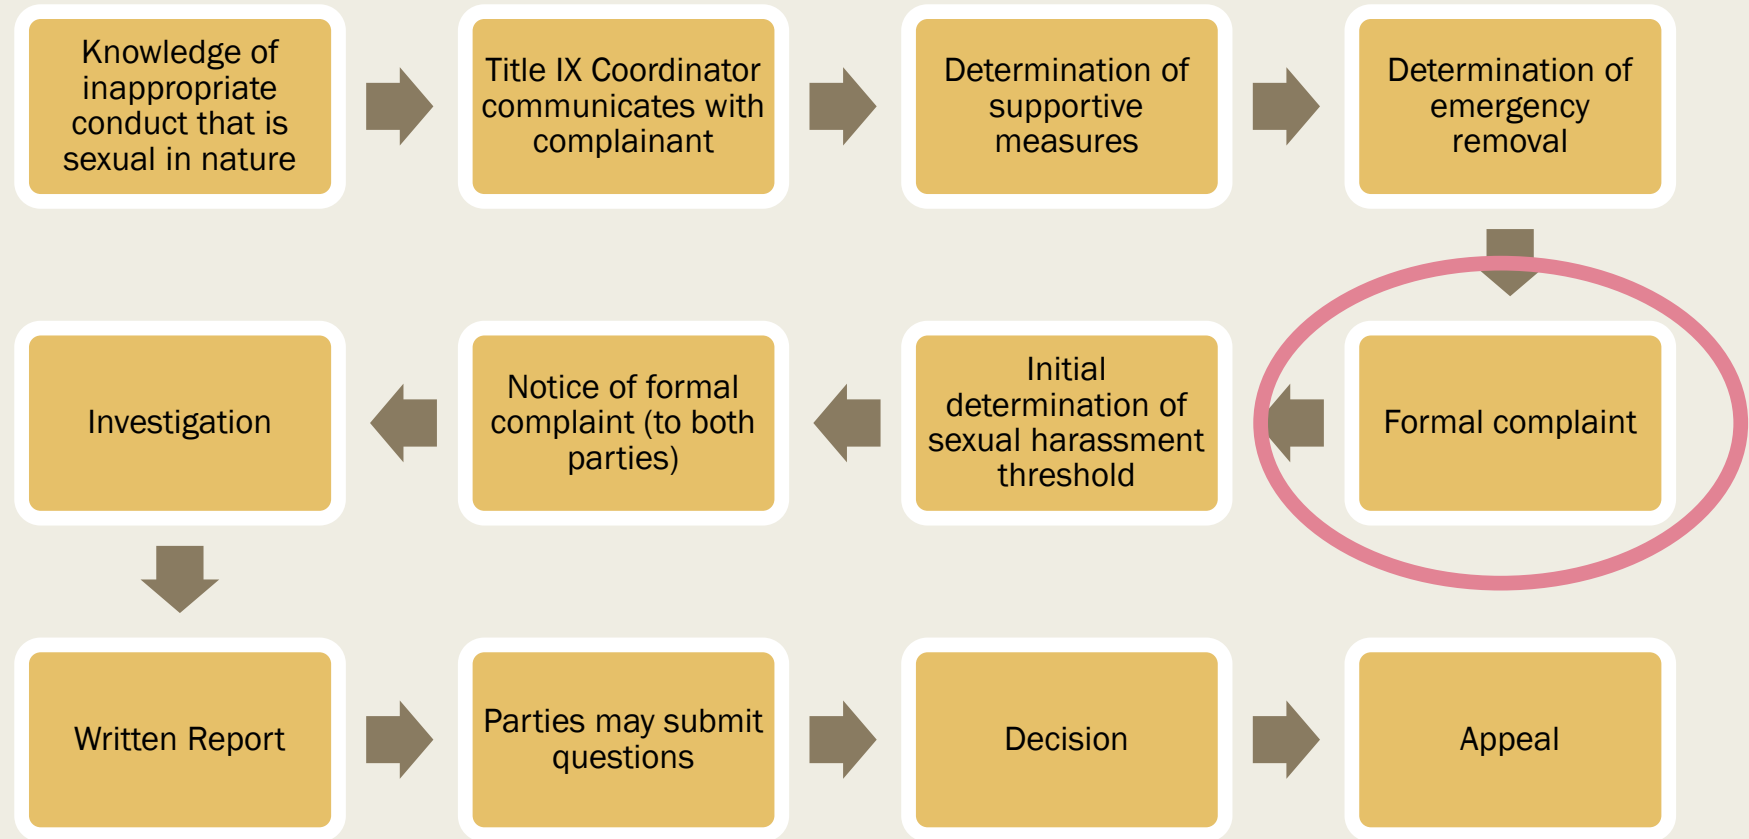 Knowledge of
inappropriate
conduct that is
sexual in nature
Title IX Coordinator
communicates with
complainant
Determination of
supportive
measures
Determination of
emergency
removal
Formal complaint
Initial
determination of
sexual harassment
threshold
Notice of formal
complaint (to both
parties)
Investigation
Written Report
Parties may submit
questions
Decision
Appeal